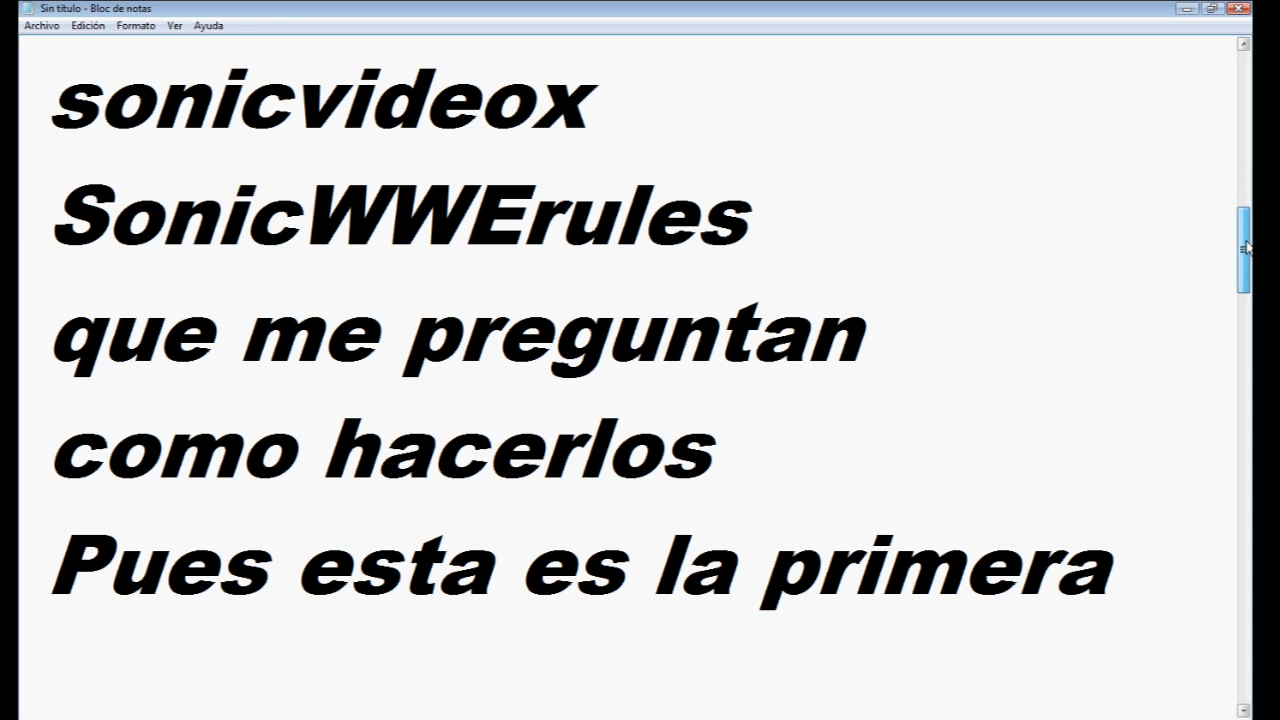 Sin título - Bloc de notas
Archivo Edición Formato Ver Ayuda
sonicvideox
SonicWWErules
que me preguntan
como hacerlos
Pues esta es la primera